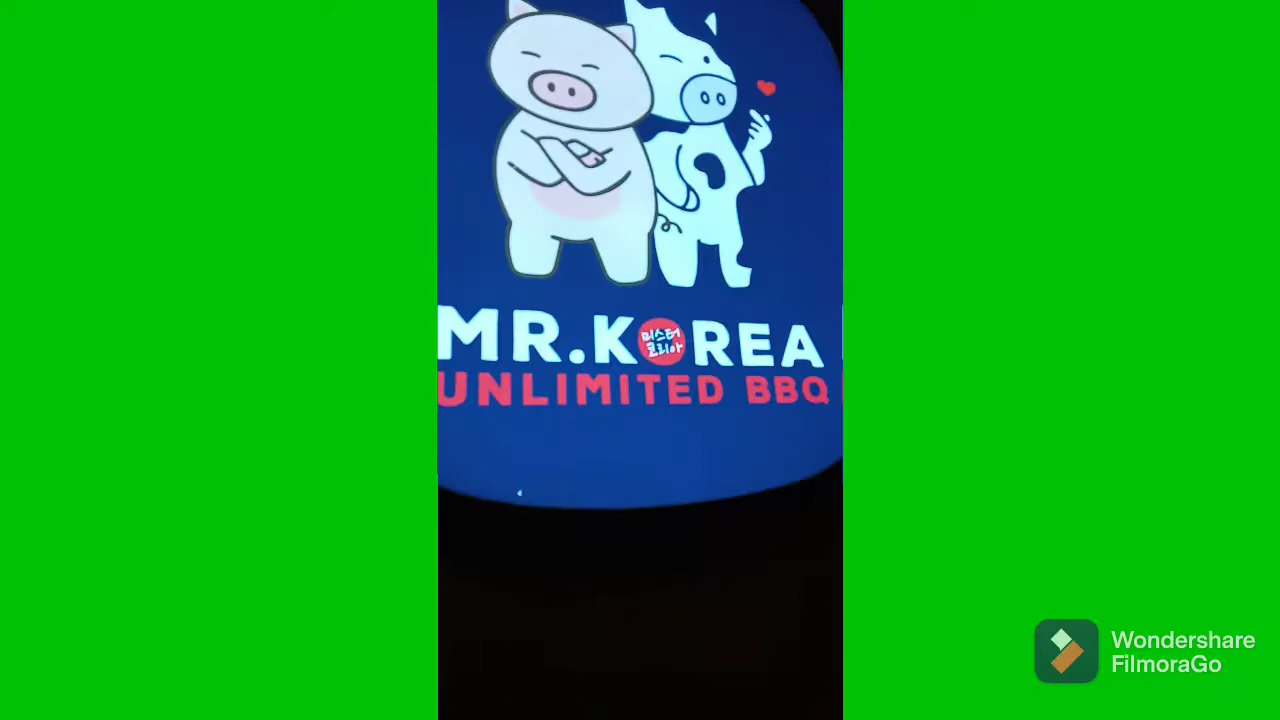 MR.KOREA
미스터
코리아
UNLIMITED BBQ
Wondershare
FilmoraGo